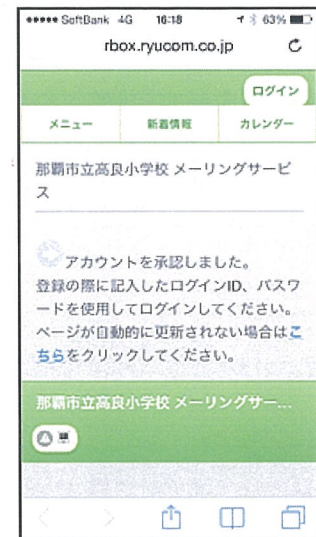 ●●●●● SoftBank 4G 16:18 63%
rbox.ryucom.co.jp
ログイン
メニュー 新着情報 カレンダー
那覇市立高良小学校 メーリングサービ
ス
アカウントを承認しました。
登録の際に記入したログインID、パスワ
ードを使用してログインしてください。
ページが自動的に更新されない場合はこ
ちらをクリックしてください。
那覇市立高良小学校 メーリングサー...